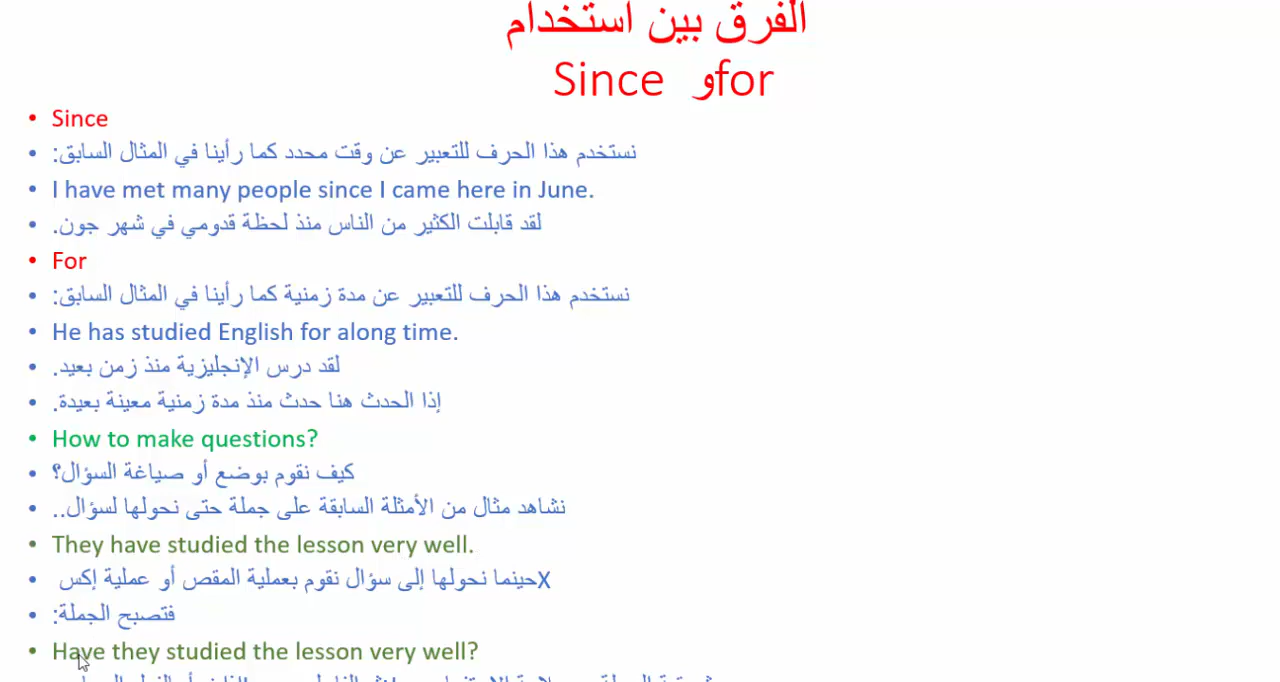 الفرق بين استخدام
Since وfor
Since
نستخدم هذا الحرف للتعبير عن وقت محدد كما رأينا في المثال السابق:
I have met many people since I came here in June.
لقد قابلت الكثير من الناس منذ لحظة قدومي في شهر جون.
For
نستخدم هذا الحرف للتعبير عن مدة زمنية كما رأينا في المثال السابق:
He has studied English for along time.
لقد درس الإنجليزية منذ زمن بعيد.
إذا الحدث هنا حدث منذ مدة زمنية معينة بعيدة.
How to make questions?
كيف نقوم بوضع أو صياغة السؤال؟
نشاهد مثال من الأمثلة السابقة على جملة حتى نحولها لسؤال..
They have studied the lesson very well.
Xحينما نحولها إلى سؤال نقوم بعملية المقص أو عملية إكس
فتصبح الجملة:
Have they studied the lesson very well?